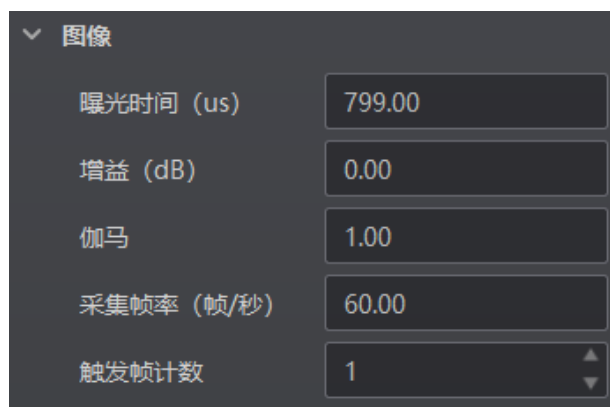 图像
曝光时间（us） 799.00
增益（dB） 0.00
伽马 1.00
采集帧率（帧/秒） 60.00
触发帧计数 1